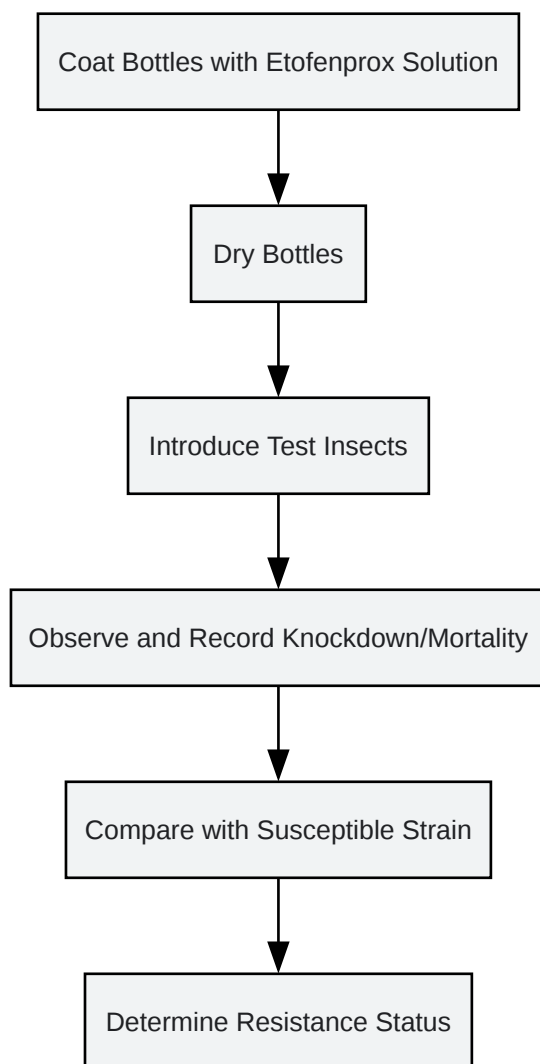 Coat Bottles with Etofenprox Solution
Dry Bottles
Introduce Test Insects
Observe and Record Knockdown/Mortality
Compare with Susceptible Strain
Determine Resistance Status